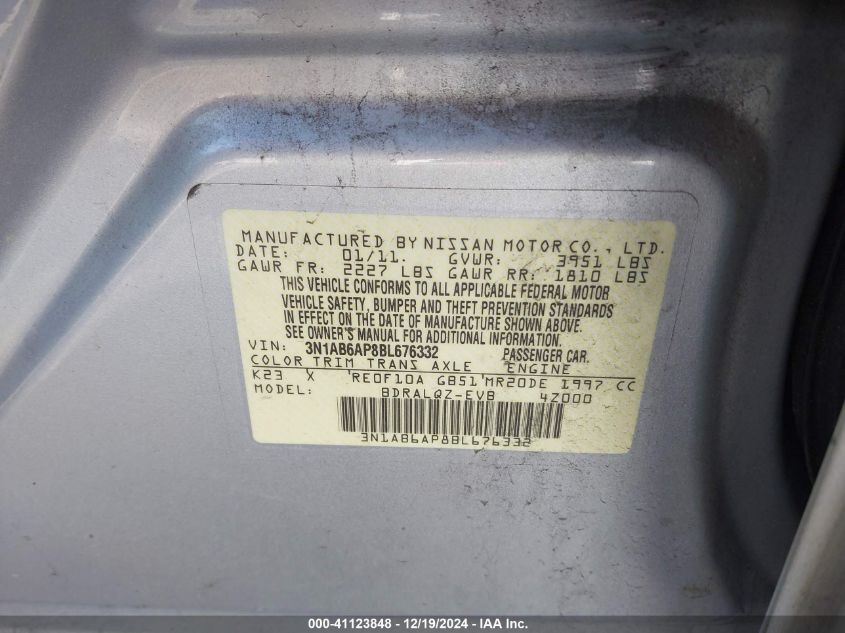 MANUFACTURED BY NISSAN MOTOR CO., LTD.
DATE: 01/11. GVWR: 3951 LBS
GAWR FR: 2227 LBS GAWR RR: 1810 LBS
THIS VEHICLE CONFORMS TO ALL APPLICABLE FEDERAL MOTOR
VEHICLE SAFETY, BUMPER AND THEFT PREVENTION STANDARDS
IN EFFECT ON THE DATE OF MANUFACTURE SHOWN ABOVE.
SEE OWNER'S MANUAL FOR ADDITIONAL INFORMATION.
VIN: 3N1AB6AP8BL676332 PASSENGER CAR.
COLOR TRIM TRANS AXLE ENGINE
K23 X RE0F10A GB51 MR20DE 1997 CC
MODEL: BDRALQZ-EVB 4Z000
3N1AB6AP8BL676332
000-41123848 - 12/19/2024 - IAA Inc.